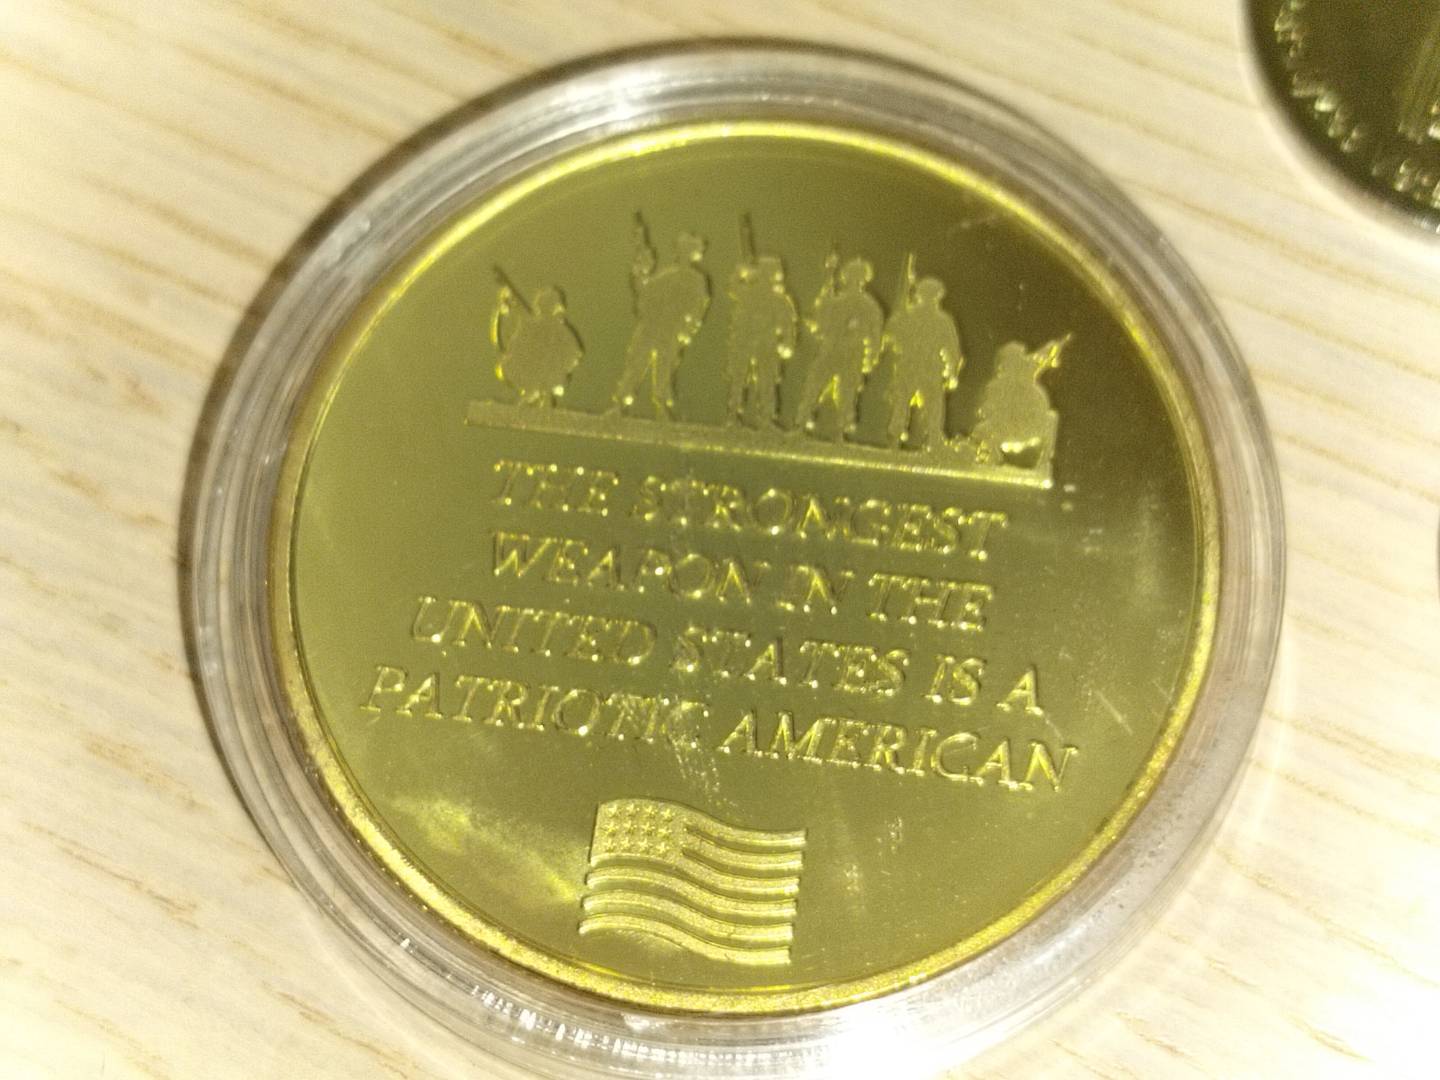 THE STRONGEST
WEAPON IN THE
UNITED STATES IS A
PATRIOTIC AMERICAN